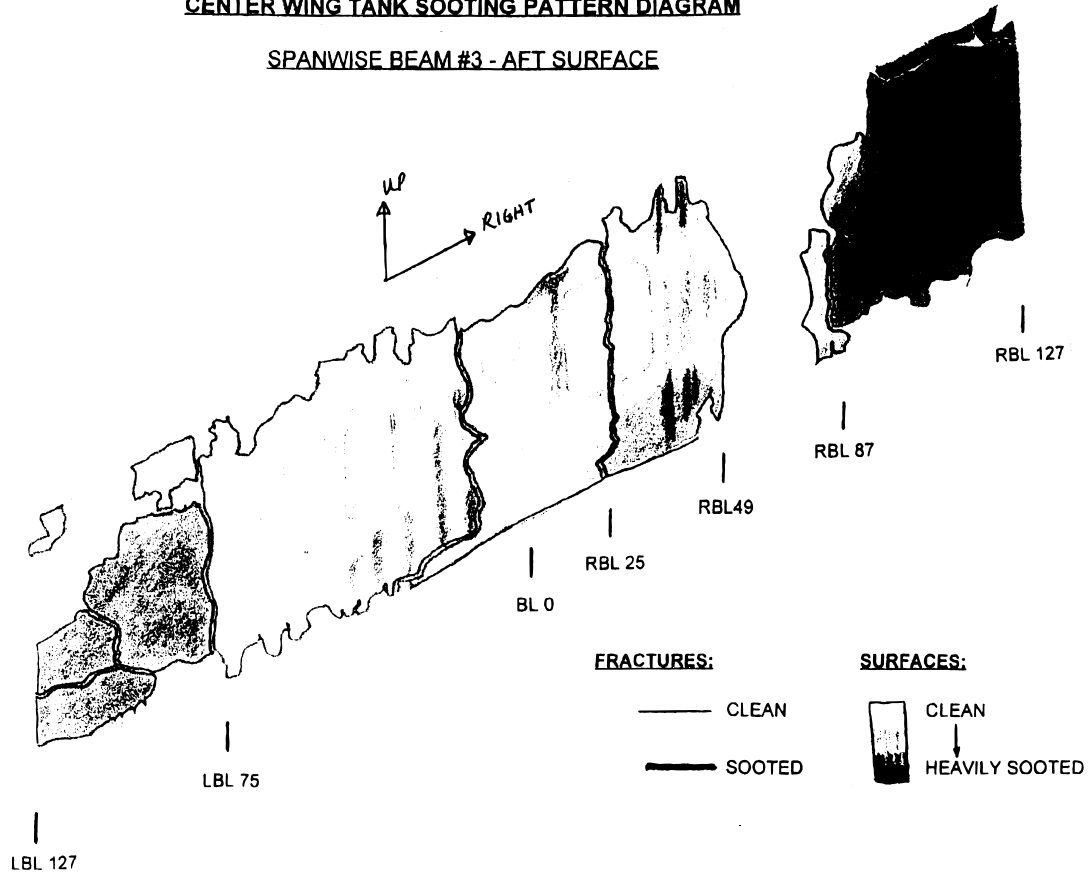 CENTER WING TANK SOOTING PATTERN DIAGRAM
SPANWISE BEAM #3 - AFT SURFACE
UP
RIGHT
RBL 127
RBL 87
RBL49
RBL 25
BL 0
LBL 75
LBL 127
FRACTURES:
CLEAN
SOOTED
SURFACES:
CLEAN
HEAVILY SOOTED